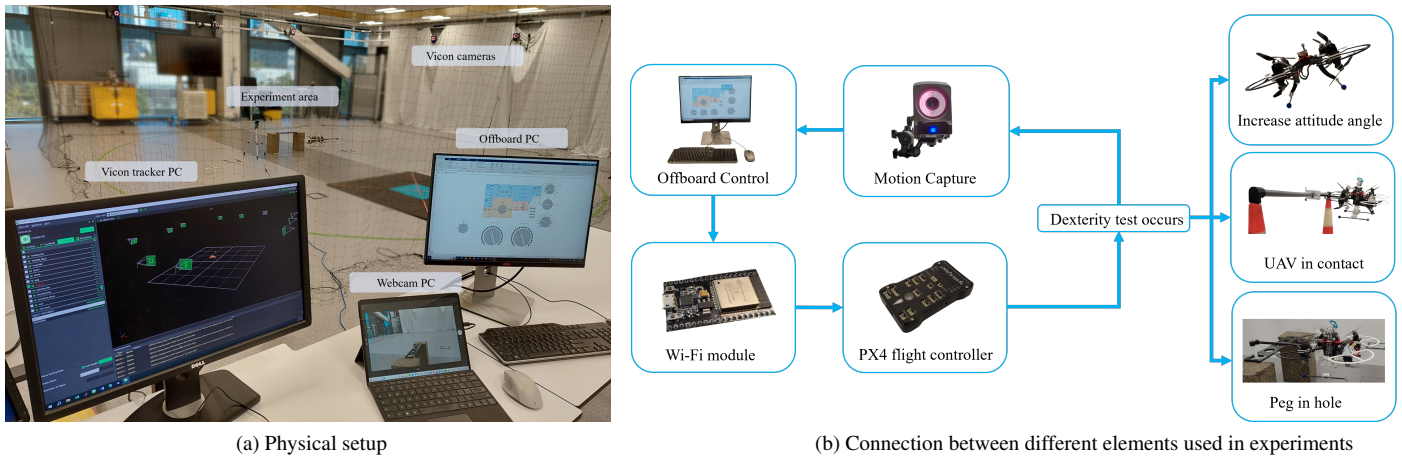 Vicon cameras
Experiment area
Offboard PC
Vicon tracker PC
Webcam PC
DELL
(a) Physical setup
Offboard Control
Motion Capture
Increase attitude angle
Dexterity test occurs
UAV in contact
Wi-Fi module
PX4 flight controller
Peg in hole
(b) Connection between different elements used in experiments